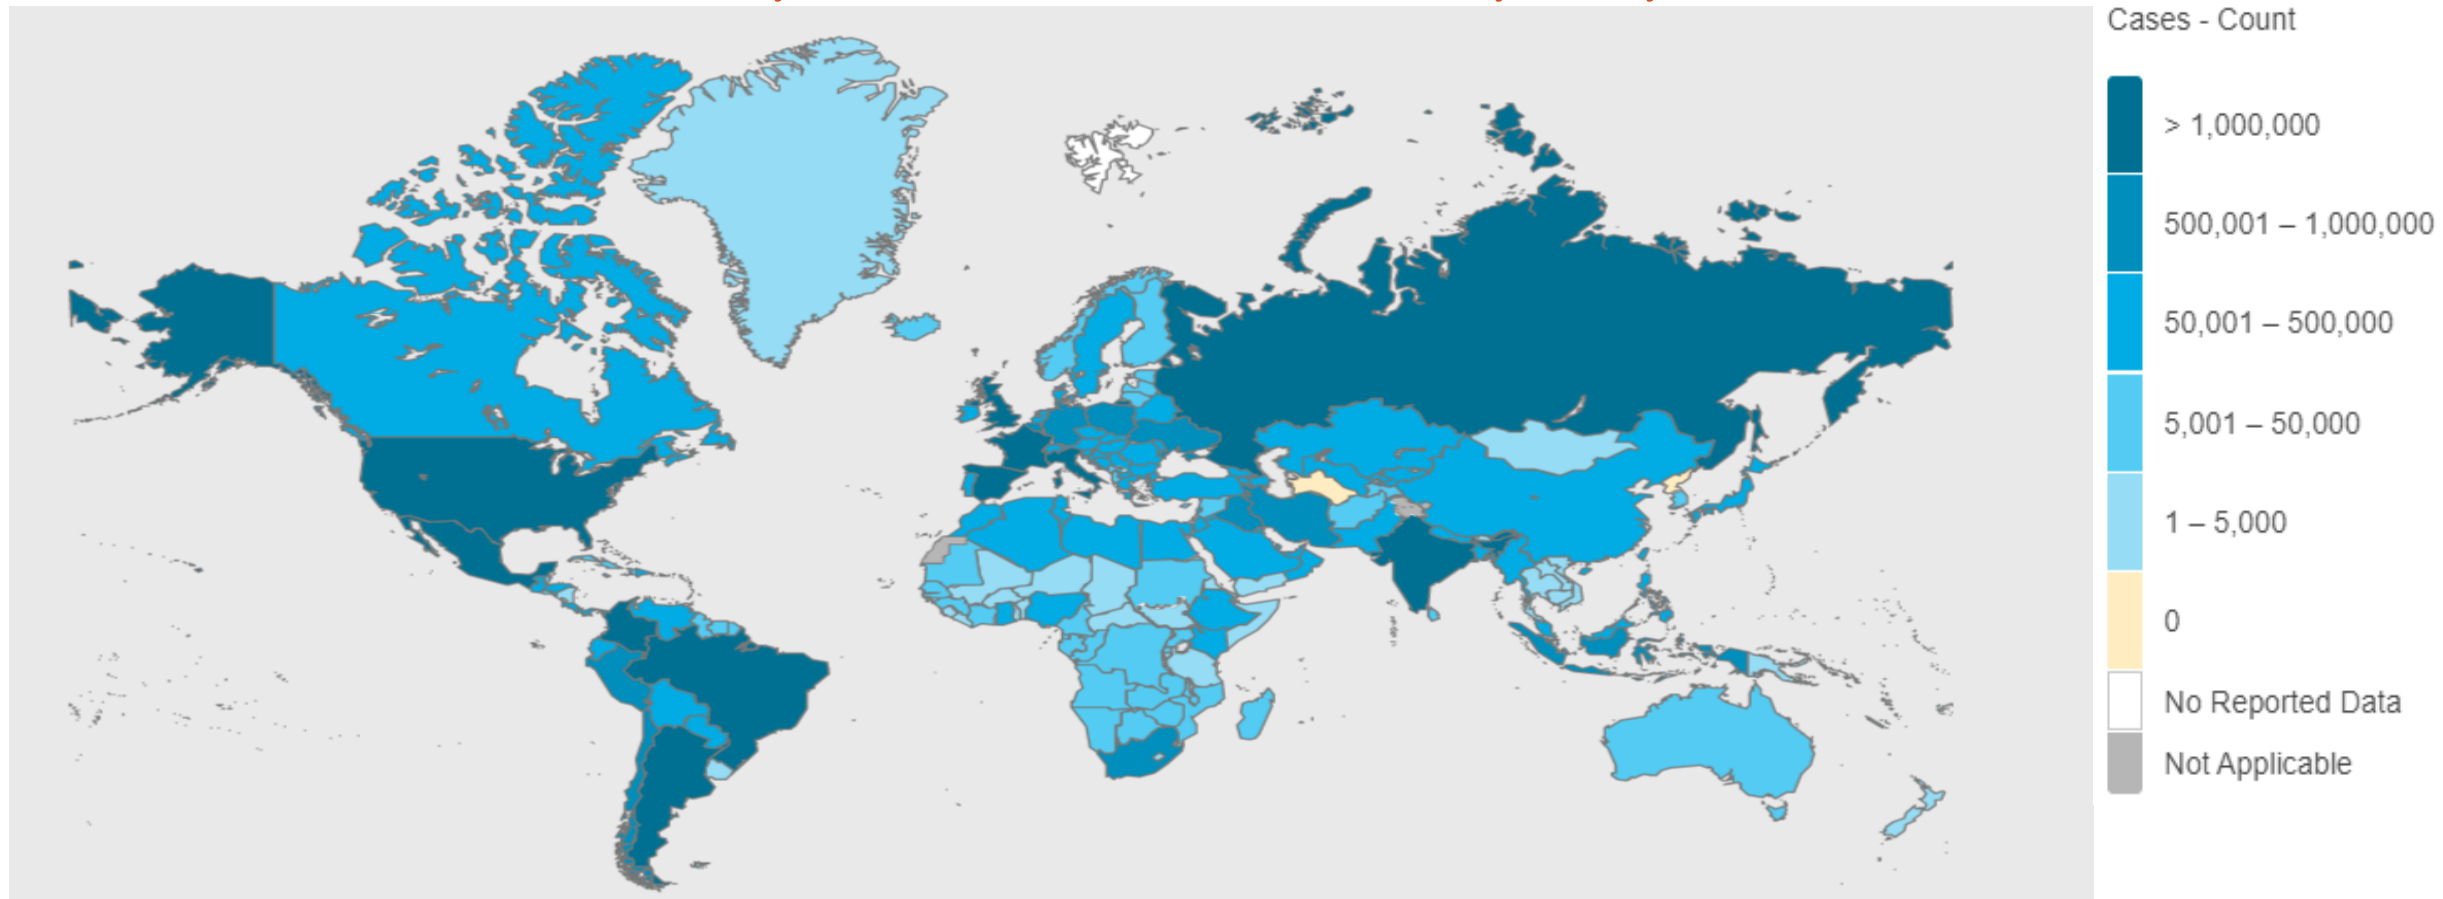 Cases - Count
> 1,000,000
500,001 – 1,000,000
50,001 – 500,000
5,001 – 50,000
1 – 5,000
0
No Reported Data
Not Applicable